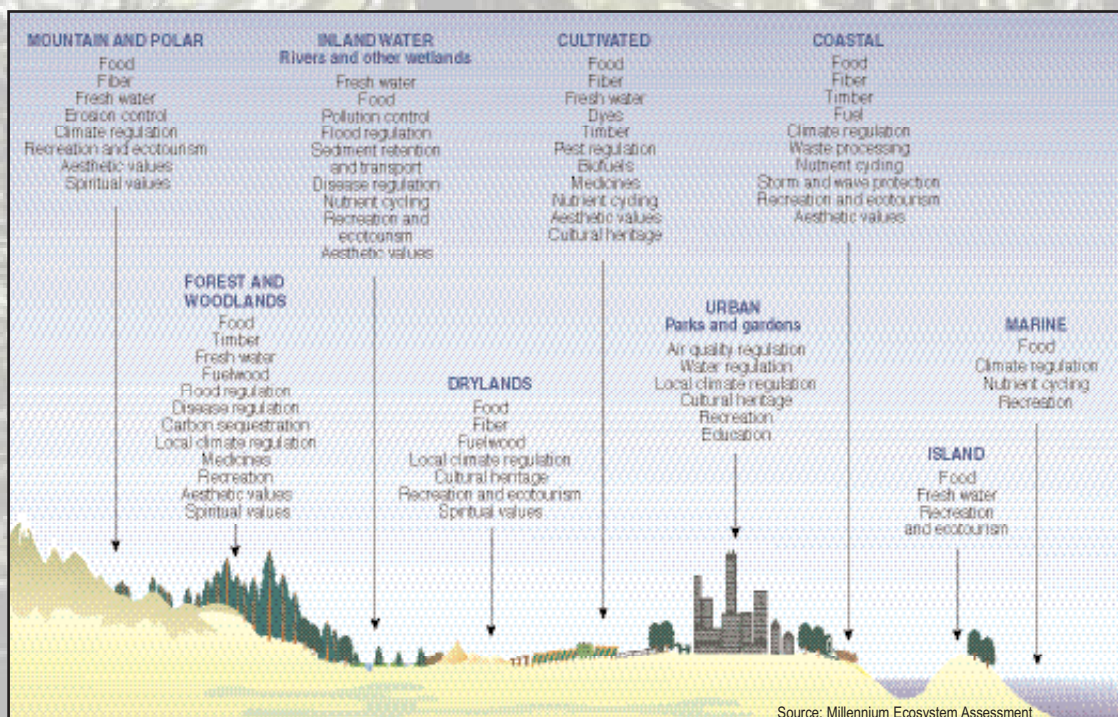 MOUNTAIN AND POLAR
Food
Fiber
Fresh water
Erosion control
Climate regulation
Recreation and ecotourism
Aesthetic values
Spiritual values
INLAND WATER
Rivers and other wetlands
Fresh water
Food
Pollution control
Flood regulation
Sediment retention
and transport
Disease regulation
Nutrient cycling
Recreation and
ecotourism
Aesthetic values
CULTIVATED
Food
Fiber
Fresh water
Dyes
Timber
Pest regulation
Biofuels
Medicines
Nutrient cycling
Aesthetic values
Cultural heritage
COASTAL
Food
Fiber
Timber
Fuel
Climate regulation
Waste processing
Nutrient cycling
Storm and wave protection
Recreation and ecotourism
Aesthetic values
FOREST AND
WOODLANDS
Food
Timber
Fresh water
Fuelwood
Flood regulation
Disease regulation
Carbon sequestration
Local climate regulation
Medicines
Recreation
Aesthetic values
Spiritual values
DRYLANDS
Food
Fiber
Fuelwood
Local climate regulation
Cultural heritage
Recreation and ecotourism
Spiritual values
URBAN
Parks and gardens
Air quality regulation
Water regulation
Local climate regulation
Cultural heritage
Recreation
Education
MARINE
Food
Climate regulation
Nutrient cycling
Recreation
ISLAND
Food
Fresh water
Recreation
and ecotourism
Source: Millennium Ecosystem Assessment